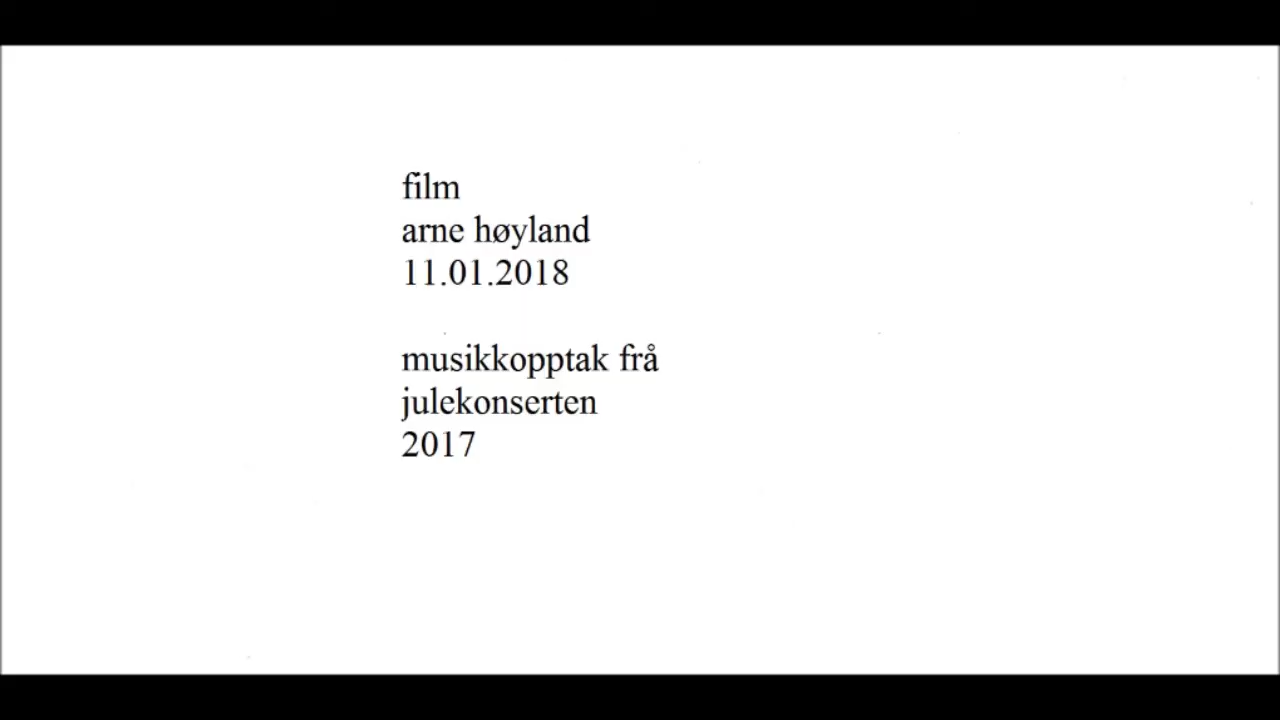 film
arne høyland
11.01.2018
musikkopptak frå
julekonserten
2017